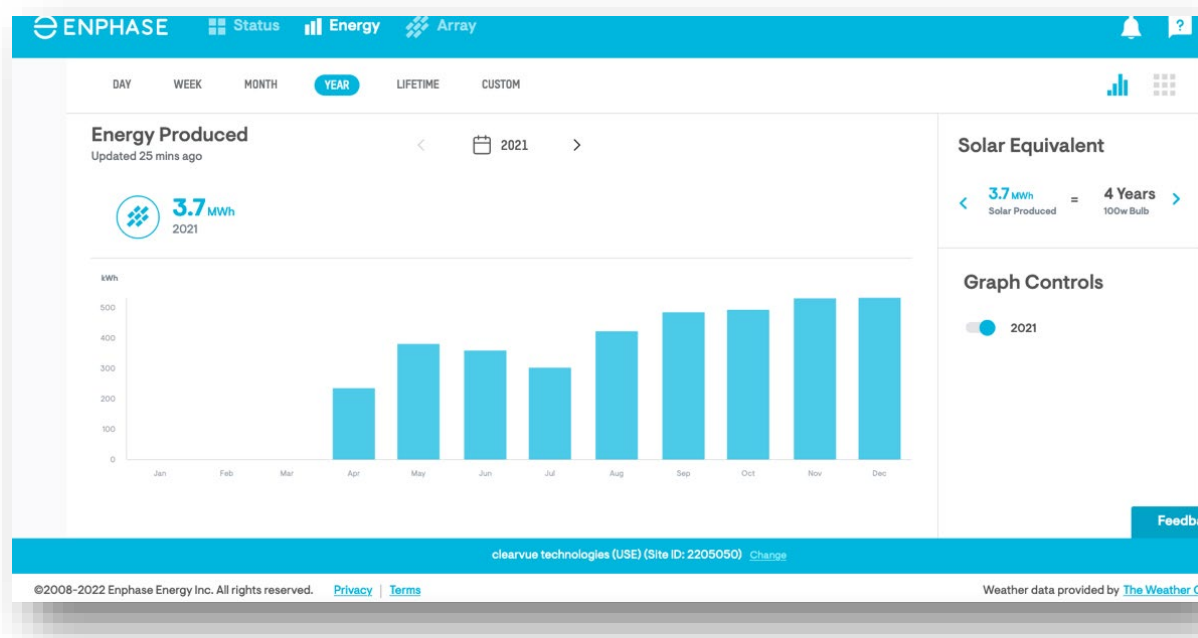 ENPHASE Status Energy Array ?
DAY WEEK MONTH YEAR LIFETIME CUSTOM
Energy Produced
Updated 25 mins ago
2021
3.7 MWh
2021
kWh
500
400
300
200
100
0
Jan Feb Mar Apr May Jun Jul Aug Sep Oct Nov Dec
Solar Equivalent
3.7 MWh = 4 Years
Solar Produced 100w Bulb
Graph Controls
2021
Feedba
clearvue technologies (USE) (Site ID: 2205050) Change
©2008-2022 Enphase Energy Inc. All rights reserved. Privacy | Terms
Weather data provided by The Weather C